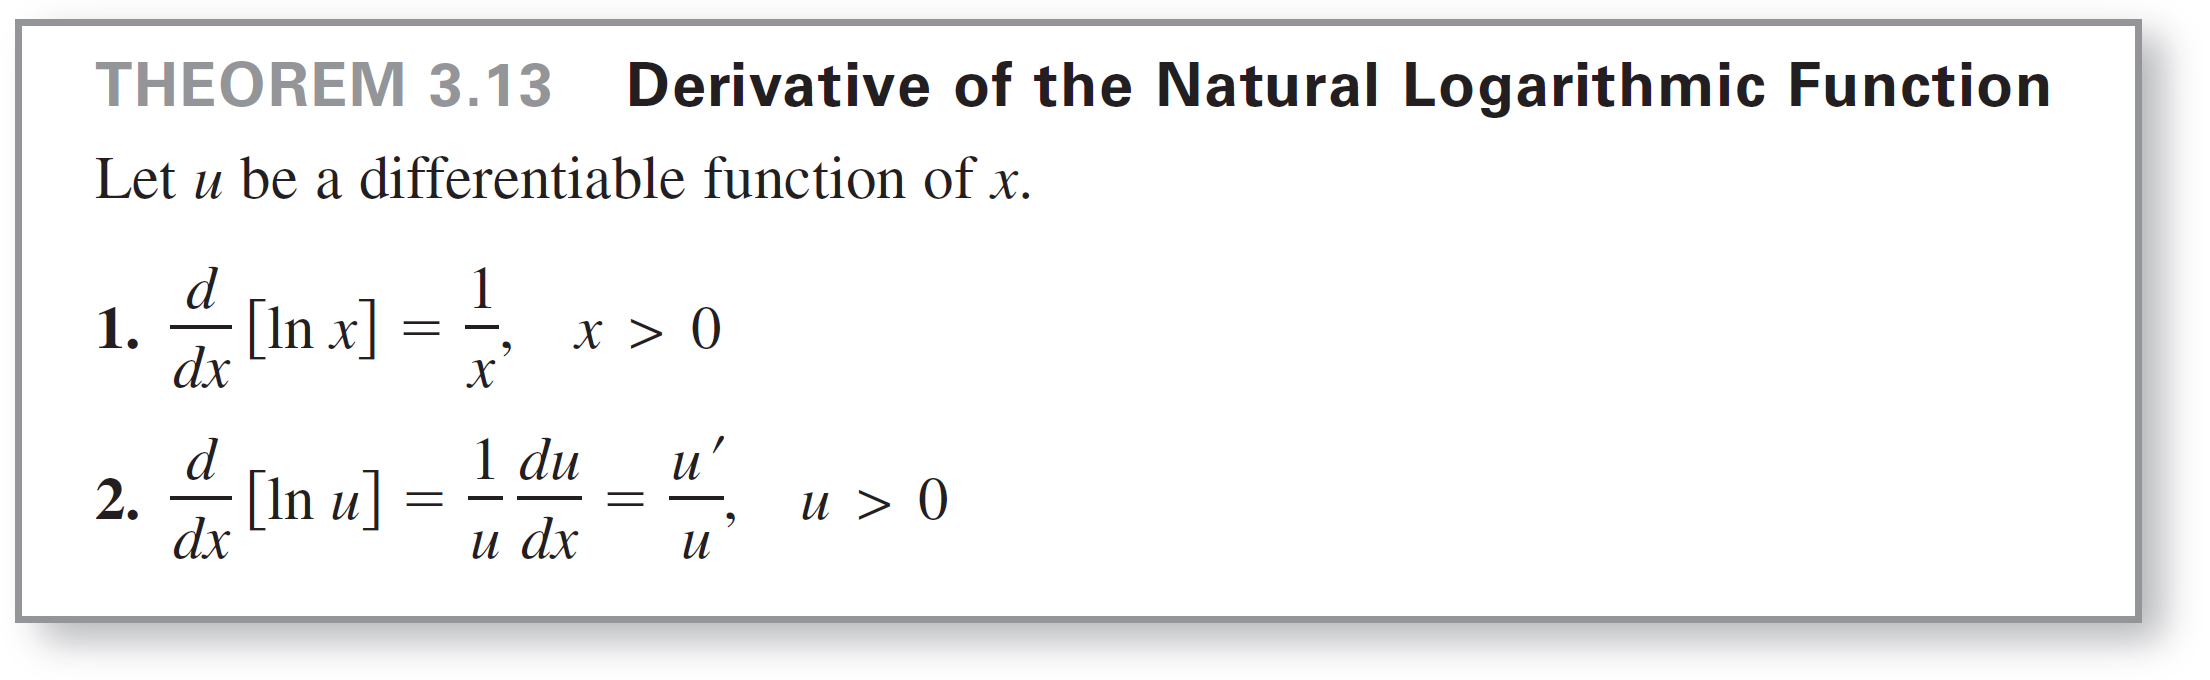 THEOREM 3.13 Derivative of the Natural Logarithmic Function
Let u be a differentiable function of x.
1. d/dx [ln x] = 1/x, x > 0
2. d/dx [ln u] = 1/u du/dx = u′/u, u > 0